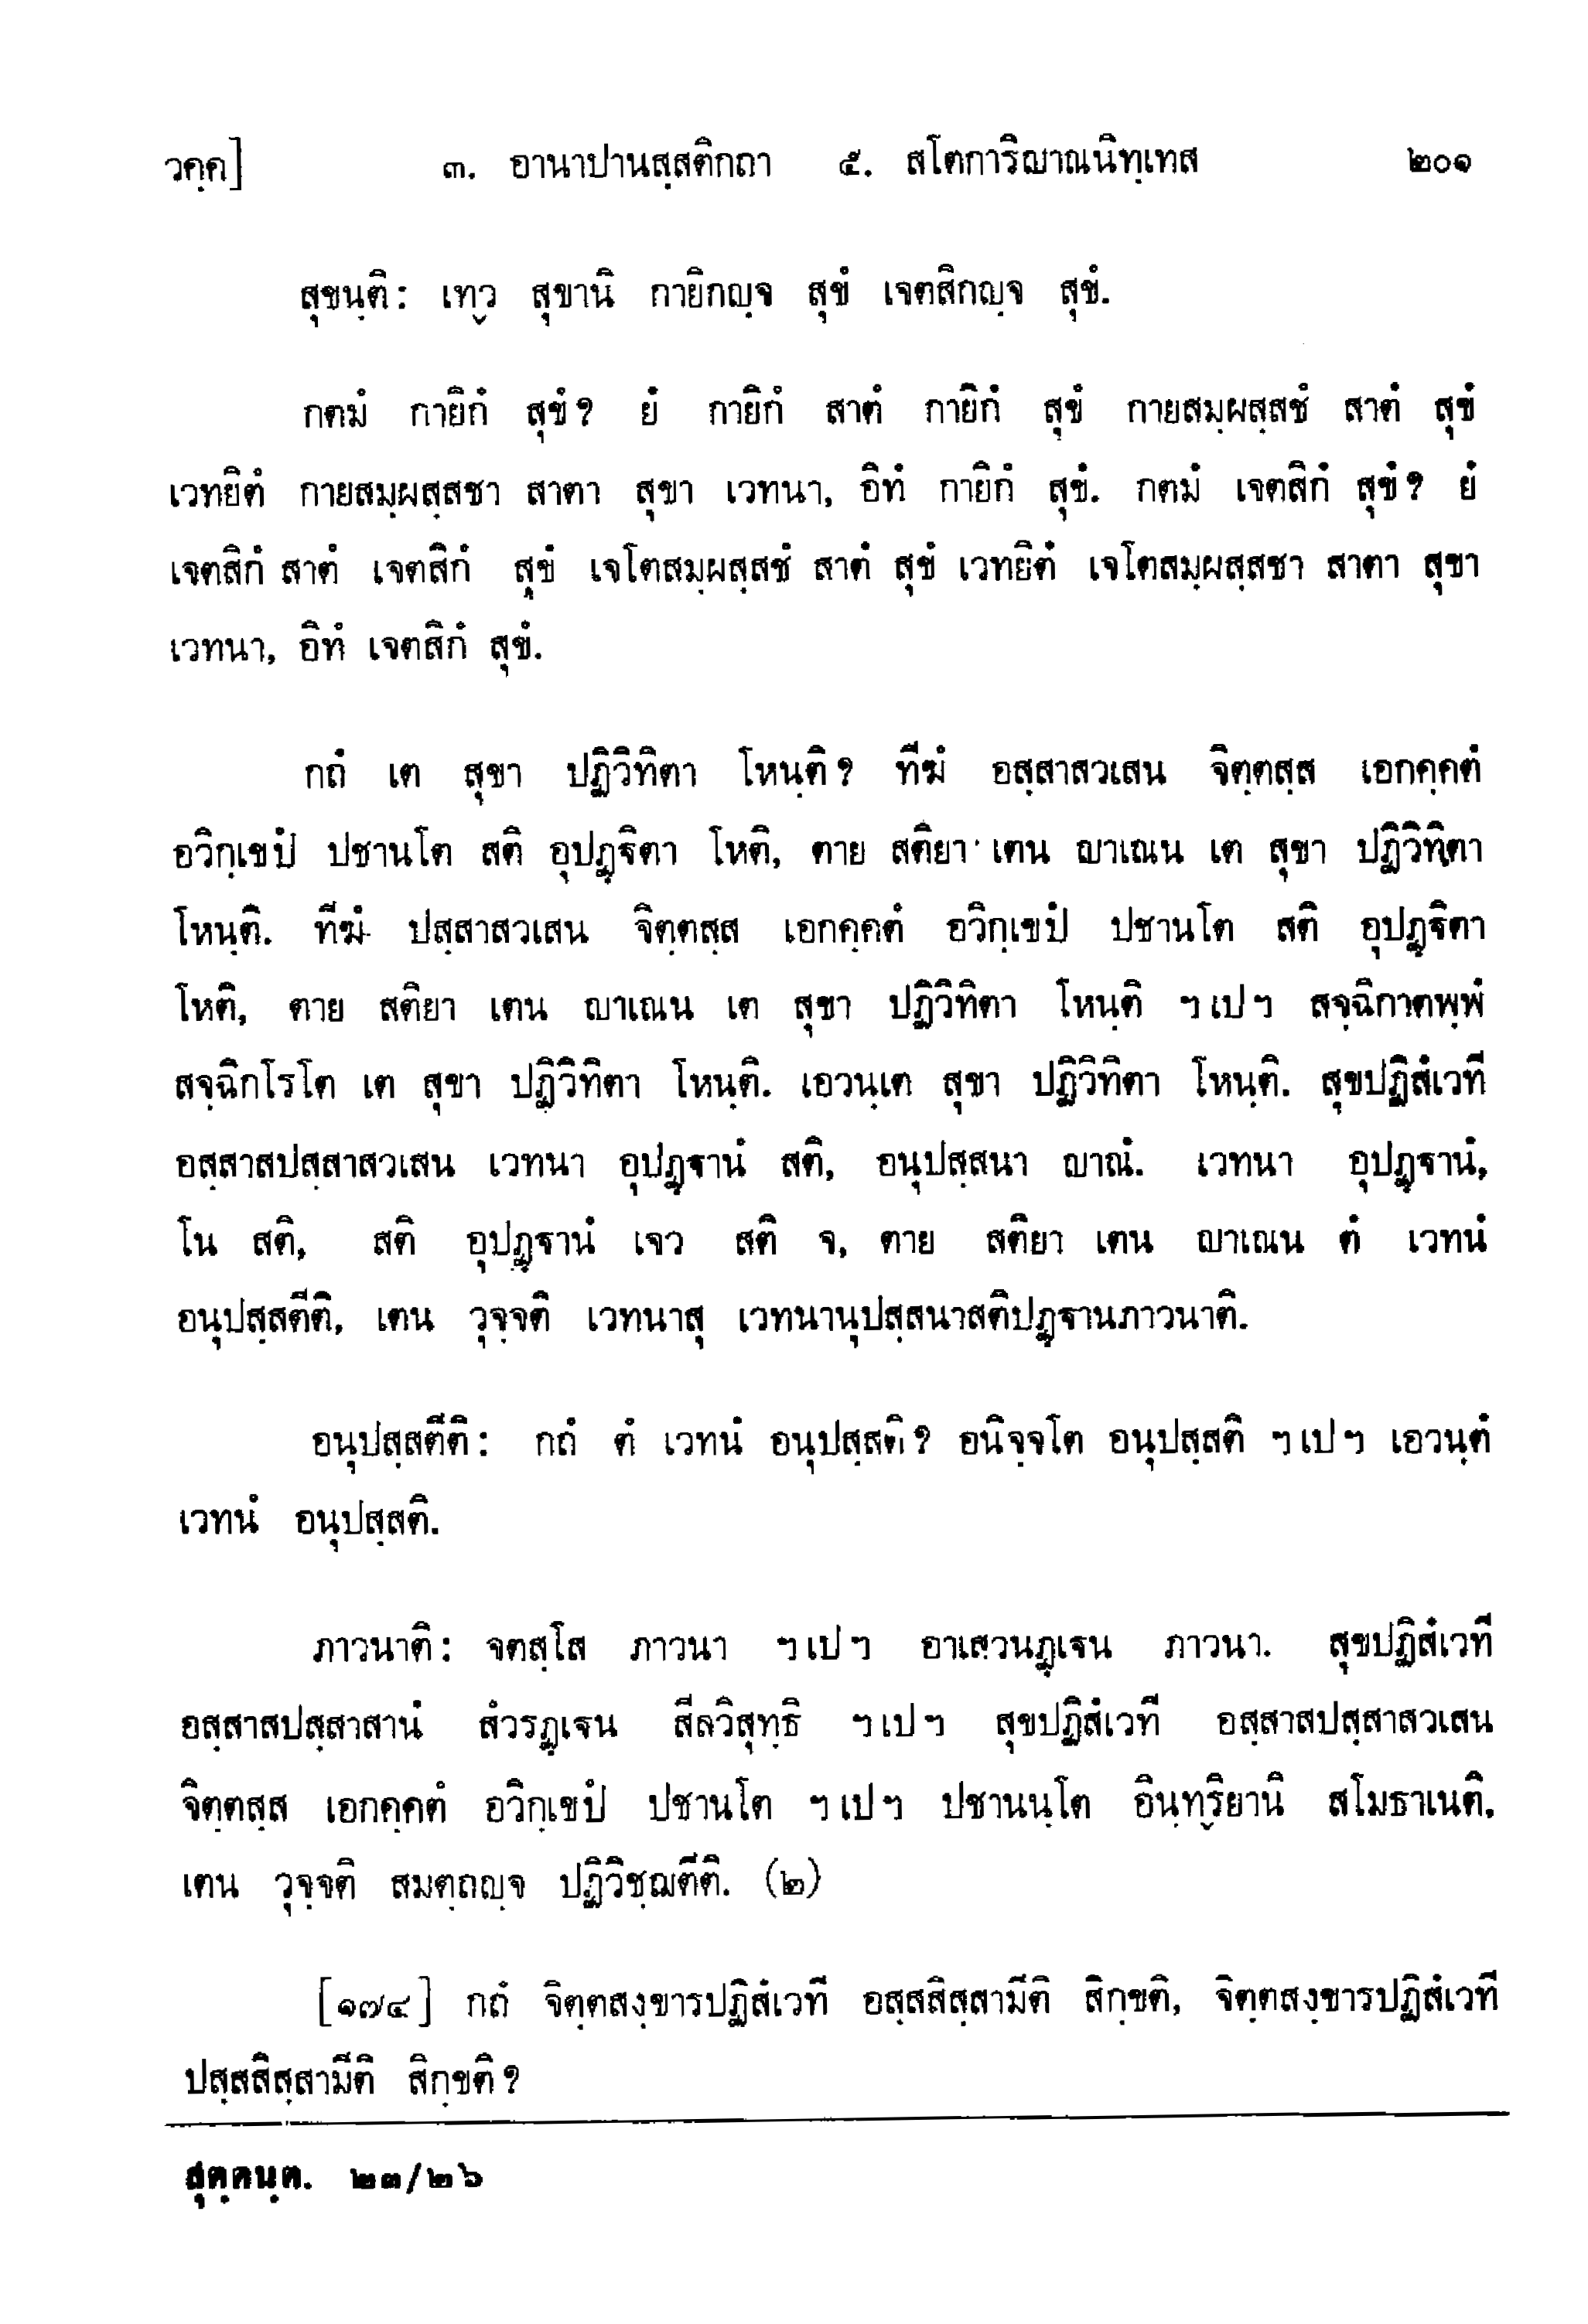 วคฺค] ๓. อานาปานสฺสติกถา ๕. สโตการิญาณนิทฺเทส ๒๐๑
สุขนฺติ: เทฺว สุขานิ กายิกญฺจ สุขํ เจตสิกญฺจ สุขํ.
กตมํ กายิกํ สุขํ? ยํ กายิกํ สาตํ กายิกํ สุขํ กายสมฺผสฺสชํ สาตํ สุขํ
เวทยิตํ กายสมฺผสฺสชา สาตา สุขา เวทนา, อิทํ กายิกํ สุขํ. กตมํ เจตสิกํ สุขํ? ยํ
เจตสิกํ สาตํ เจตสิกํ สุขํ เจโตสมฺผสฺสชํ สาตํ สุขํ เวทยิตํ เจโตสมฺผสฺสชา สาตา สุขา
เวทนา, อิทํ เจตสิกํ สุขํ.
กถํ เต สุขา ปฏิวิทิตา โหนฺติ? ทีฆํ อสฺสาสวเสน จิตฺตสฺส เอกคฺคตํ
อวิกฺเขปํ ปชานโต สติ อุปฏฺฐิตา โหติ, ตาย สติยา เตน ญาเณน เต สุขา ปฏิวิทิตา
โหนฺติ. ทีฆํ ปสฺสาสวเสน จิตฺตสฺส เอกคฺคตํ อวิกฺเขปํ ปชานโต สติ อุปฏฺฐิตา
โหติ, ตาย สติยา เตน ญาเณน เต สุขา ปฏิวิทิตา โหนฺติ ฯเปฯ สจฺฉิกาตพฺพํ
สจฺฉิกโรโต เต สุขา ปฏิวิทิตา โหนฺติ. เอวนฺเต สุขา ปฏิวิทิตา โหนฺติ. สุขปฏิสํเวที
อสฺสาสปสฺสาสวเสน เวทนา อุปฏฺฐานํ สติ, อนุปสฺสนา ญาณํ. เวทนา อุปฏฺฐานํ,
โน สติ, สติ อุปฏฺฐานํ เจว สติ จ, ตาย สติยา เตน ญาเณน ตํ เวทนํ
อนุปสฺสตีติ, เตน วุจฺจติ เวทนาสุ เวทนานุปสฺสนาสติปฏฺฐานภาวนาติ.
อนุปสฺสตีติ: กถํ ตํ เวทนํ อนุปสฺสติ? อนิจฺจโต อนุปสฺสติ ฯเปฯ เอวนฺตํ
เวทนํ อนุปสฺสติ.
ภาวนาติ: จตสฺโส ภาวนา ฯเปฯ อาเสวนฏฺเฐน ภาวนา. สุขปฏิสํเวที
อสฺสาสปสฺสาสานํ สํวรฏฺเฐน สีลวิสุทฺธิ ฯเปฯ สุขปฏิสํเวที อสฺสาสปสฺสาสวเสน
จิตฺตสฺส เอกคฺคตํ อวิกฺเขปํ ปชานโต ฯเปฯ ปชานนฺโต อินฺทฺริยานิ สโมธาเนติ.
เตน วุจฺจติ สมตฺถญฺจ ปฏิวิชฺฌตีติ. (๒)
[๑๗๔] กถํ จิตฺตสงฺขารปฏิสํเวที อสฺสสิสฺสามีติ สิกฺขติ, จิตฺตสงฺขารปฏิสํเวที
ปสฺสสิสฺสามีติ สิกฺขติ?
สุตฺตนฺต. ๒๓/๒๖